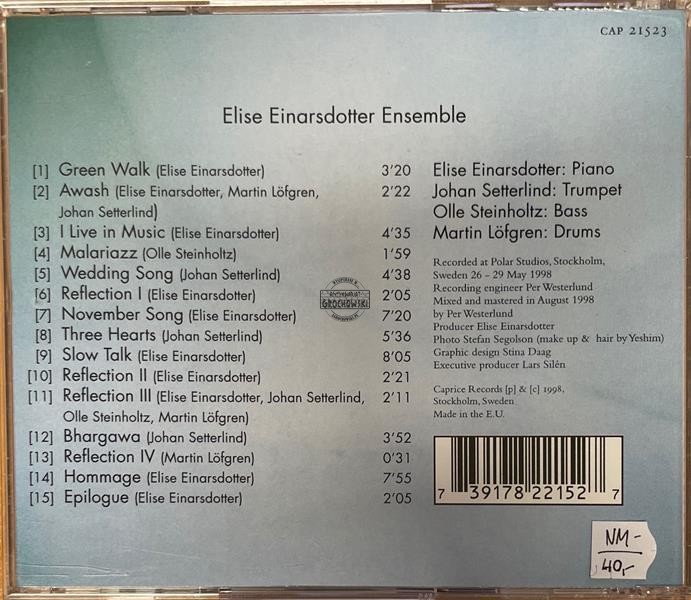 CAP 21523
Elise Einarsdotter Ensemble
[1] Green Walk (Elise Einarsdotter) 3'20
[2] Awash (Elise Einarsdotter, Martin Löfgren, 2'22
Johan Setterlind)
[3] I Live in Music (Elise Einarsdotter) 4'35
[4] Malariazz (Olle Steinholtz) 1'59
[5] Wedding Song (Johan Setterlind) 4'38
[6] Reflection I (Elise Einarsdotter) 2'05
[7] November Song (Elise Einarsdotter) 7'20
[8] Three Hearts (Johan Setterlind) 5'36
[9] Slow Talk (Elise Einarsdotter) 8'05
[10] Reflection II (Elise Einarsdotter) 2'21
[11] Reflection III (Elise Einarsdotter, Johan Setterlind, 2'11
Olle Steinholtz, Martin Löfgren)
[12] Bhargawa (Johan Setterlind) 3'52
[13] Reflection IV (Martin Löfgren) 0'31
[14] Hommage (Elise Einarsdotter) 7'55
[15] Epilogue (Elise Einarsdotter) 2'05
GROCHOWSKI
Elise Einarsdotter: Piano
Johan Setterlind: Trumpet
Olle Steinholtz: Bass
Martin Löfgren: Drums
Recorded at Polar Studios, Stockholm,
Sweden 26 - 29 May 1998
Recording engineer Per Westerlund
Mixed and mastered in August 1998
by Per Westerlund
Producer Elise Einarsdotter
Photo Stefan Segolson (make up & hair by Yeshim)
Graphic design Stina Daag
Executive producer Lars Silén
Caprice Records [p] & [c] 1998,
Stockholm, Sweden
Made in the E.U.
7 39178 22152 7
NM-
40,-